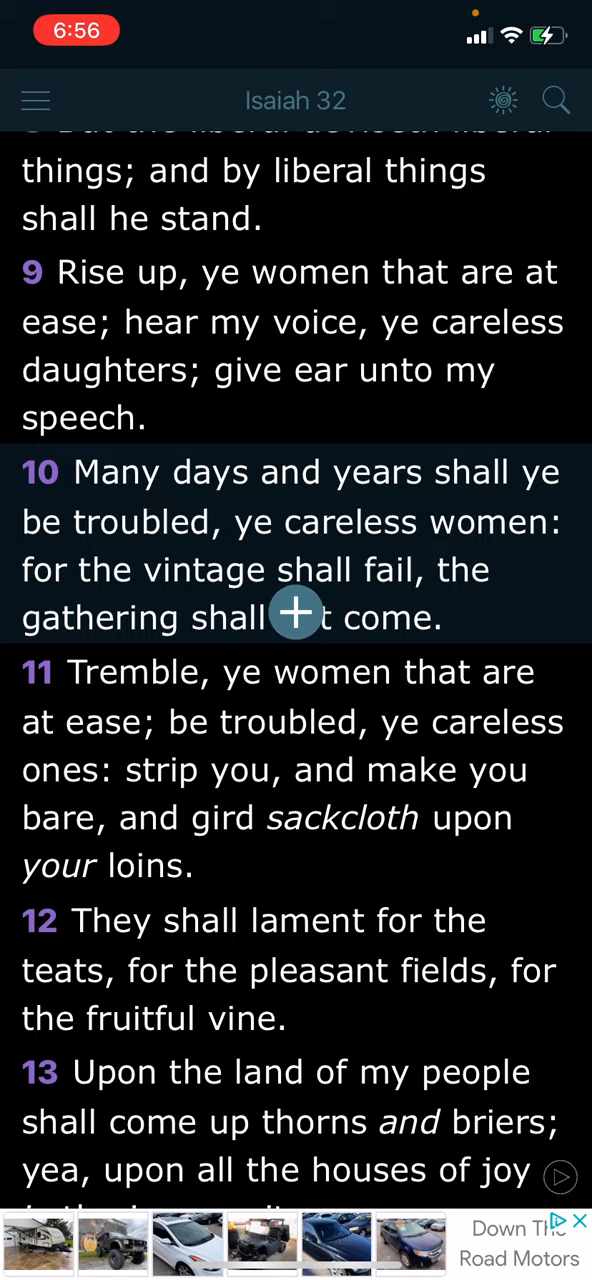 6:56
Isaiah 32
things; and by liberal things
shall he stand.
9 Rise up, ye women that are at
ease; hear my voice, ye careless
daughters; give ear unto my
speech.
10 Many days and years shall ye
be troubled, ye careless women:
for the vintage shall fail, the
gathering shall come.
11 Tremble, ye women that are
at ease; be troubled, ye careless
ones: strip you, and make you
bare, and gird sackcloth upon
your loins.
12 They shall lament for the
teats, for the pleasant fields, for
the fruitful vine.
13 Upon the land of my people
shall come up thorns and briers;
yea, upon all the houses of joy
Down
Road Motors